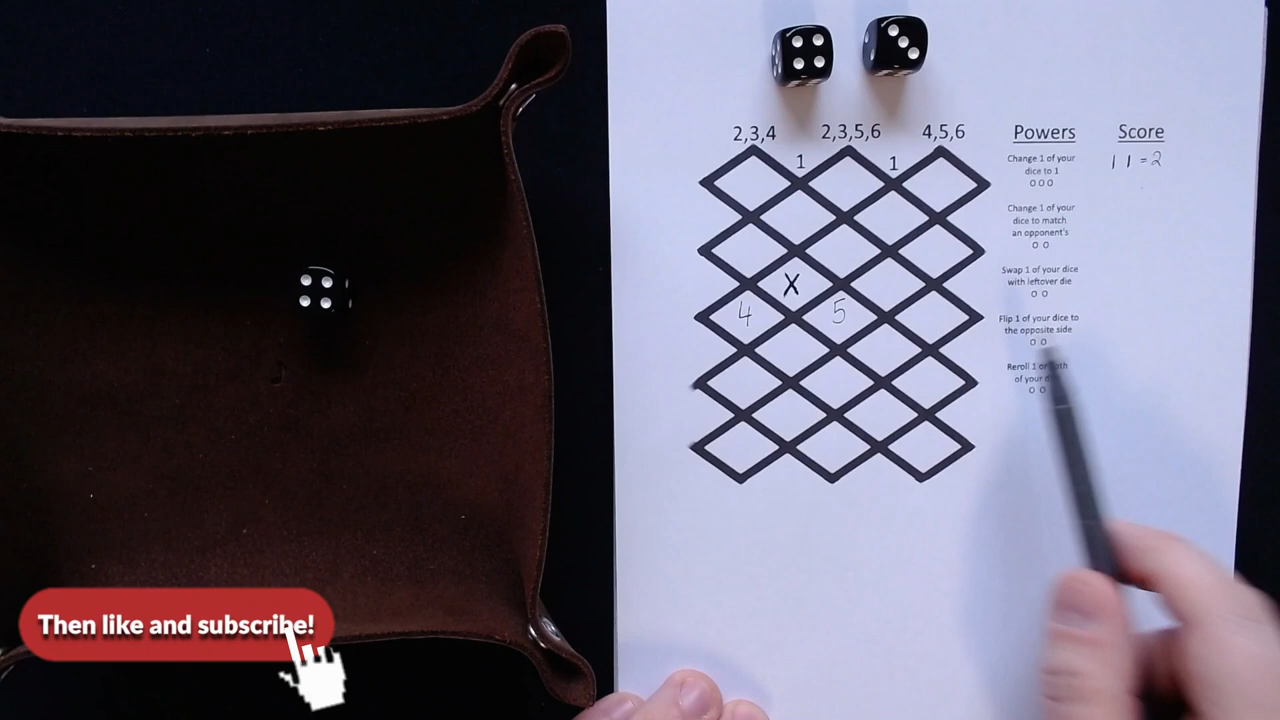 2,3,4
2,3,5,6
4,5,6
1
1
X
4
5
Powers
Change 1 of your
dice to 1
O O O
Change 1 of your
dice to match
an opponent's
O O
Swap 1 of your dice
with leftover die
O O
Flip 1 of your dice to
the opposite side
O O
Reroll 1 or both
of your
O O
Score
1 1 = 2
Then like and subscribe!